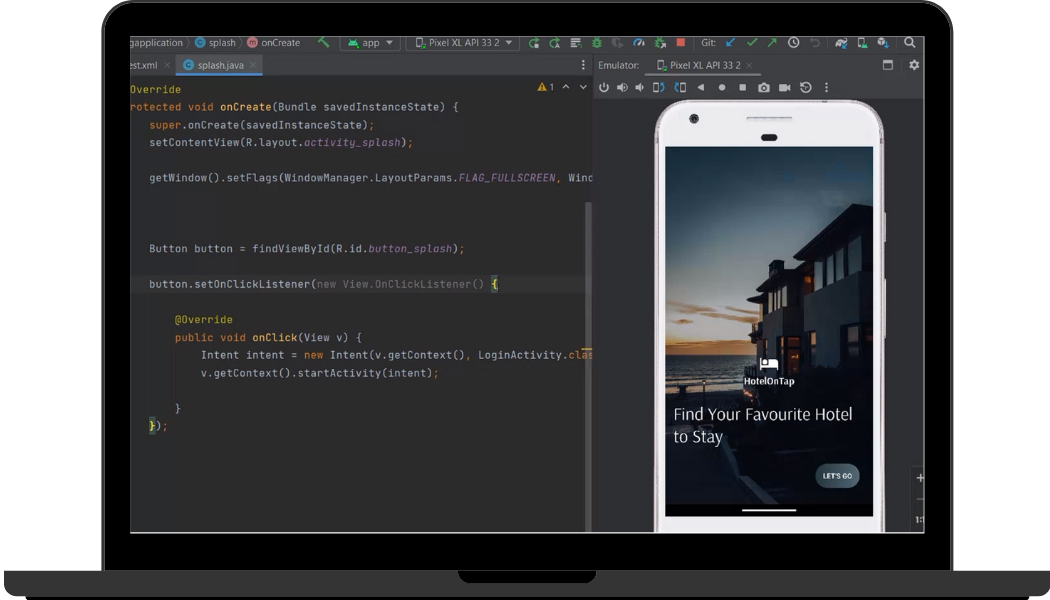 gapplication splash onCreate app Pixel XL API 33 2 Git:
est.xml splash.java Emulator: Pixel XL API 33 2
Override 1
rotected void onCreate(Bundle savedInstanceState) {
super.onCreate(savedInstanceState);
setContentView(R.layout.activity_splash);
getWindow().setFlags(WindowManager.LayoutParams.FLAG_FULLSCREEN, Wind
Button button = findViewById(R.id.button_splash);
button.setOnClickListener(new View.OnClickListener() {
@Override
public void onClick(View v) {
Intent intent = new Intent(v.getContext(), LoginActivity.clas
v.getContext().startActivity(intent);
}
});
HotelOnTap
Find Your Favourite Hotel
to Stay
LET'S GO
1:1